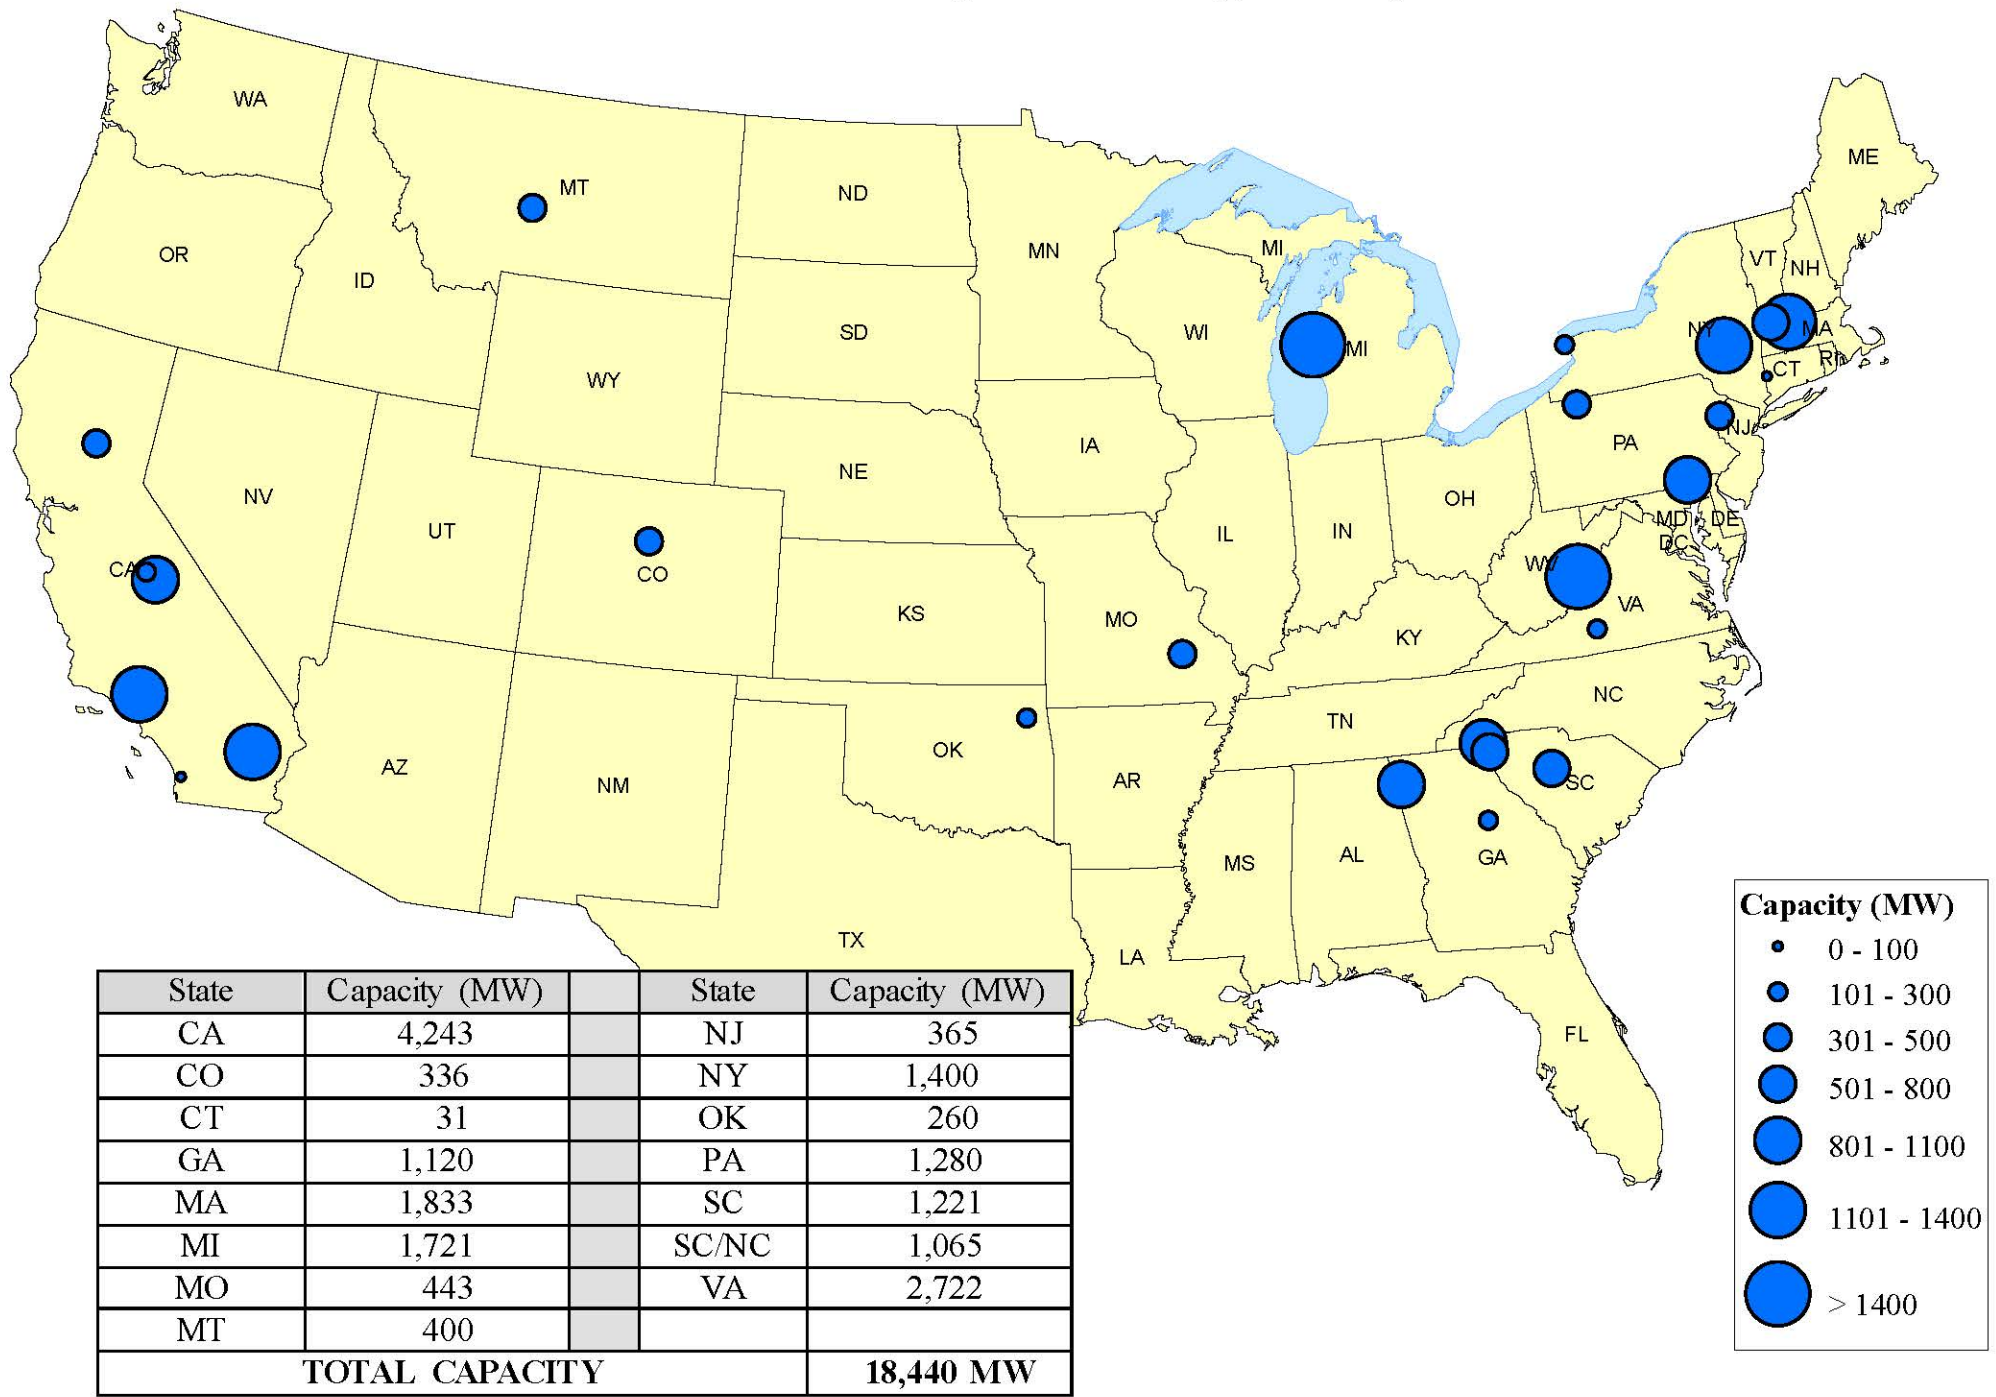 WA
MT
ND
MN
ME
OR
ID
SD
WI
MI
MI
VT
NH
NY
MA
CT
RI
WY
IA
NE
PA
NJ
NV
UT
CO
CA
IL
IN
OH
MD
DE
DC
WV
VA
KS
MO
KY
NC
TN
OK
AZ
NM
AR
SC
MS
AL
GA
TX
LA
FL
Capacity (MW)
0 - 100
101 - 300
301 - 500
501 - 800
801 - 1100
1101 - 1400
> 1400
State Capacity (MW) State Capacity (MW)
CA 4,243 NJ 365
CO 336 NY 1,400
CT 31 OK 260
GA 1,120 PA 1,280
MA 1,833 SC 1,221
MI 1,721 SC/NC 1,065
MO 443 VA 2,722
MT 400
TOTAL CAPACITY 18,440 MW